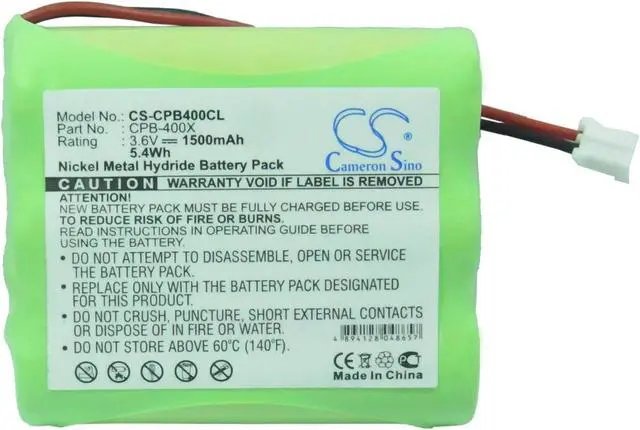 Model No.: CS-CPB400CL
Part No. : CPB-400X
Rating : 3.6V 1500mAh
5.4Wh
Nickel Metal Hydride Battery Pack
CS
Cameron Sino
CAUTION WARRANTY VOID IF LABEL IS REMOVED
ATTENTION!
NEW BATTERY PACK MUST BE FULLY CHARGED BEFORE USE.
TO REDUCE RISK OF FIRE OR BURNS.
READ INSTRUCTIONS IN OPERATING GUIDE BEFORE USE.
• DO NOT ATTEMPT TO DISASSEMBLE, OPEN OR SERVICE THE BATTERY PACK.
• REPLACE ONLY WITH THE BATTERY PACK DESIGNATED FOR THIS PRODUCT.
• DO NOT CRUSH, PUNCTURE, SHORT EXTERNAL CONTACTS OR DISPOSE OF IN FIRE OR WATER.
• DO NOT STORE ABOVE 60°C (140°F).
4 894128 048657
CE
Made In China